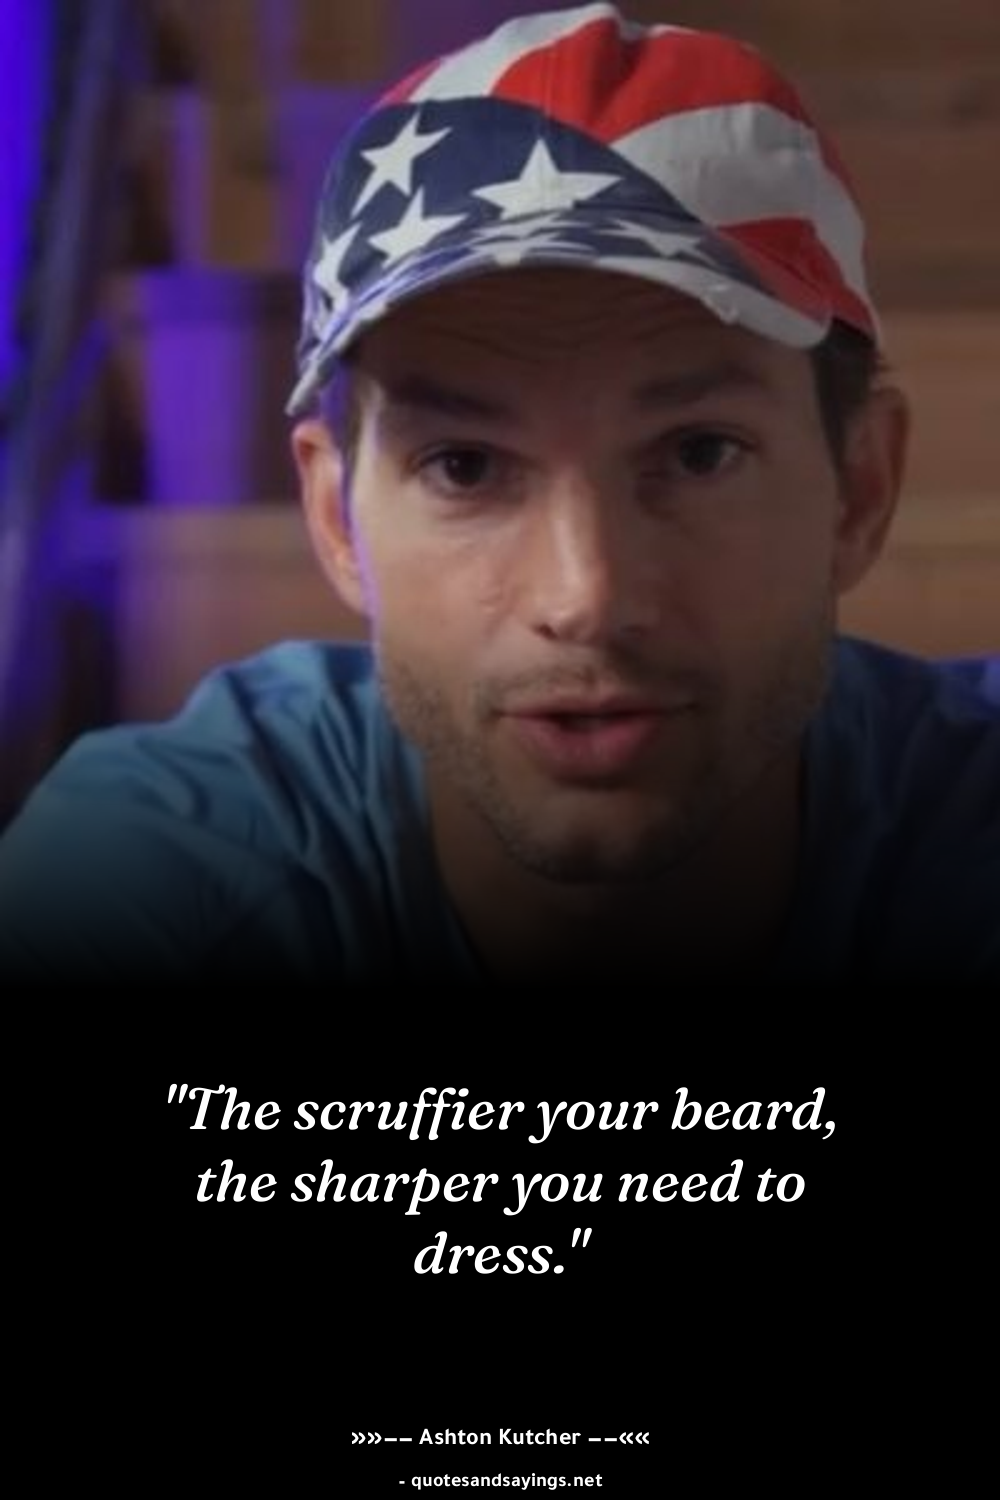 "The scruffier your beard,
the sharper you need to
dress."
»»–– Ashton Kutcher ––««
- quotesandsayings.net